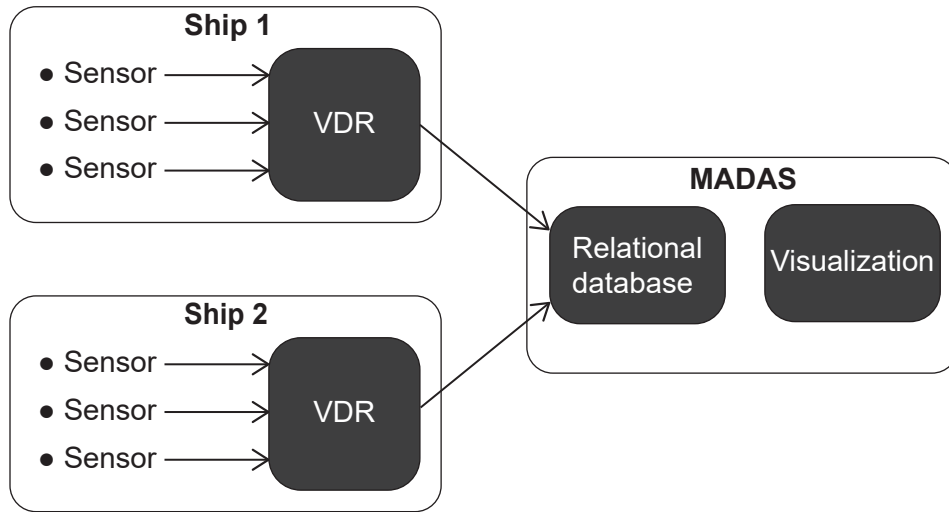 Ship 1
● Sensor
● Sensor
● Sensor
VDR
Ship 2
● Sensor
● Sensor
● Sensor
VDR
MADAS
Relational
database
Visualization